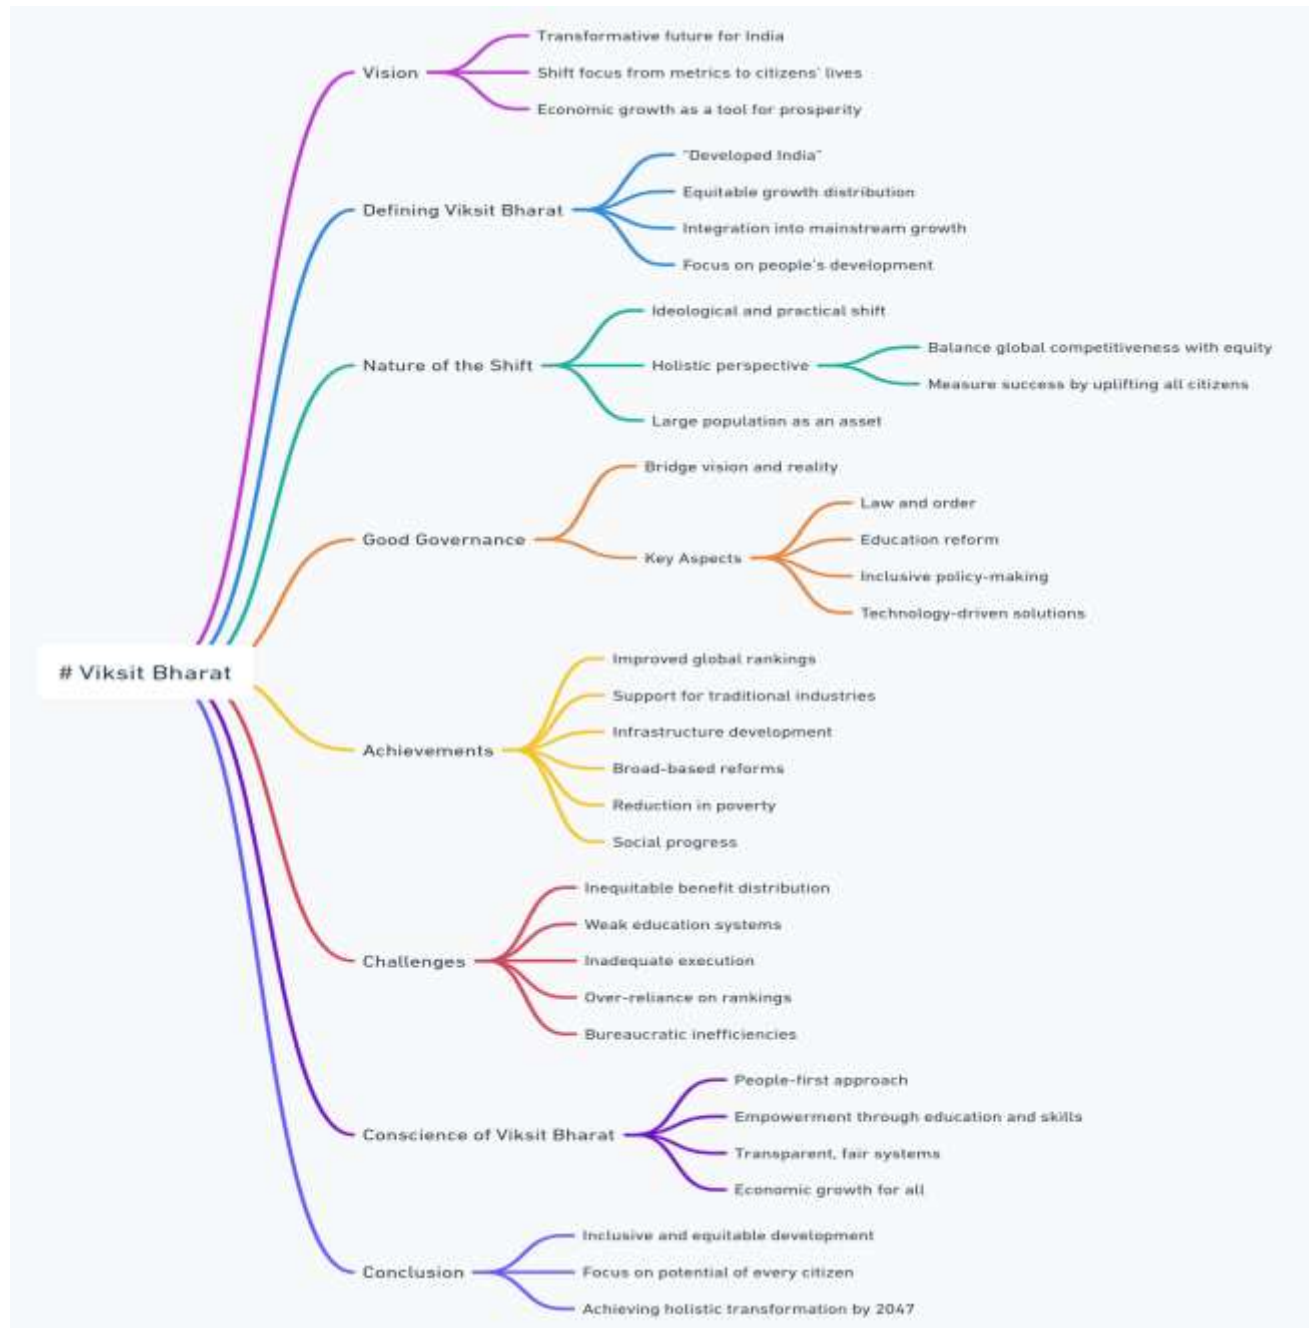 # Viksit Bharat
Vision
Transformative future for India
Shift focus from metrics to citizens' lives
Economic growth as a tool for prosperity
Defining Viksit Bharat
"Developed India"
Equitable growth distribution
Integration into mainstream growth
Focus on people's development
Nature of the Shift
Ideological and practical shift
Holistic perspective
Balance global competitiveness with equity
Measure success by uplifting all citizens
Large population as an asset
Good Governance
Bridge vision and reality
Key Aspects
Law and order
Education reform
Inclusive policy-making
Technology-driven solutions
Achievements
Improved global rankings
Support for traditional industries
Infrastructure development
Broad-based reforms
Reduction in poverty
Social progress
Challenges
Inequitable benefit distribution
Weak education systems
Inadequate execution
Over-reliance on rankings
Bureaucratic inefficiencies
Conscience of Viksit Bharat
People-first approach
Empowerment through education and skills
Transparent, fair systems
Economic growth for all
Conclusion
Inclusive and equitable development
Focus on potential of every citizen
Achieving holistic transformation by 2047